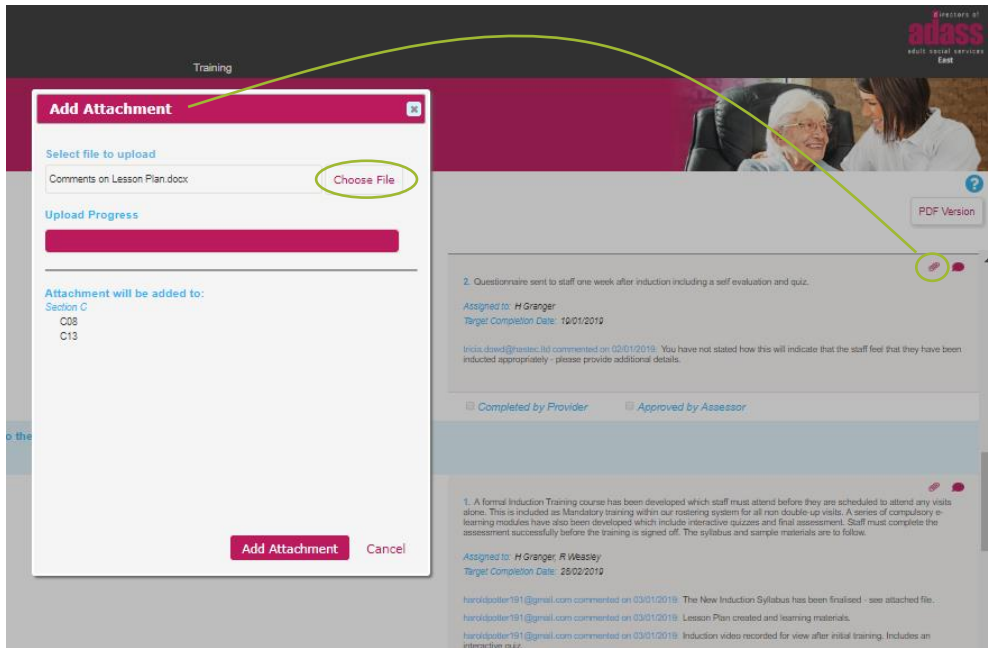 directors of
adass
adult social services
East
Training
Add Attachment
Select file to upload
Comments on Lesson Plan.docx
Choose File
Upload Progress
Attachment will be added to:
Section C
C08
C13
Add Attachment
Cancel
PDF Version
2. Questionnaire sent to staff one week after induction including a self evaluation and quiz.
Assigned to: H Granger
Target Completion Date: 19/01/2019
tricia.dowd@hastec.ltd commented on 02/01/2019: You have not stated how this will indicate that the staff feel that they have been
inducted appropriately - please provide additional details.
Completed by Provider
Approved by Assessor
o the
1. A formal Induction Training course has been developed which staff must attend before they are scheduled to attend any visits
alone. This is included as Mandatory training within our rostering system for all non double-up visits. A series of compulsory e-
learning modules have also been developed which include interactive quizzes and final assessment. Staff must complete the
assessment successfully before the training is signed off. The syllabus and sample materials are to follow.
Assigned to: H Granger, R Weasley
Target Completion Date: 28/02/2019
haroldpotter191@gmail.com commented on 03/01/2019: The New Induction Syllabus has been finalised - see attached file.
haroldpotter191@gmail.com commented on 03/01/2019: Lesson Plan created and learning materials.
haroldpotter191@gmail.com commented on 03/01/2019: Induction video recorded for view after initial training. Includes an
interactive quiz.